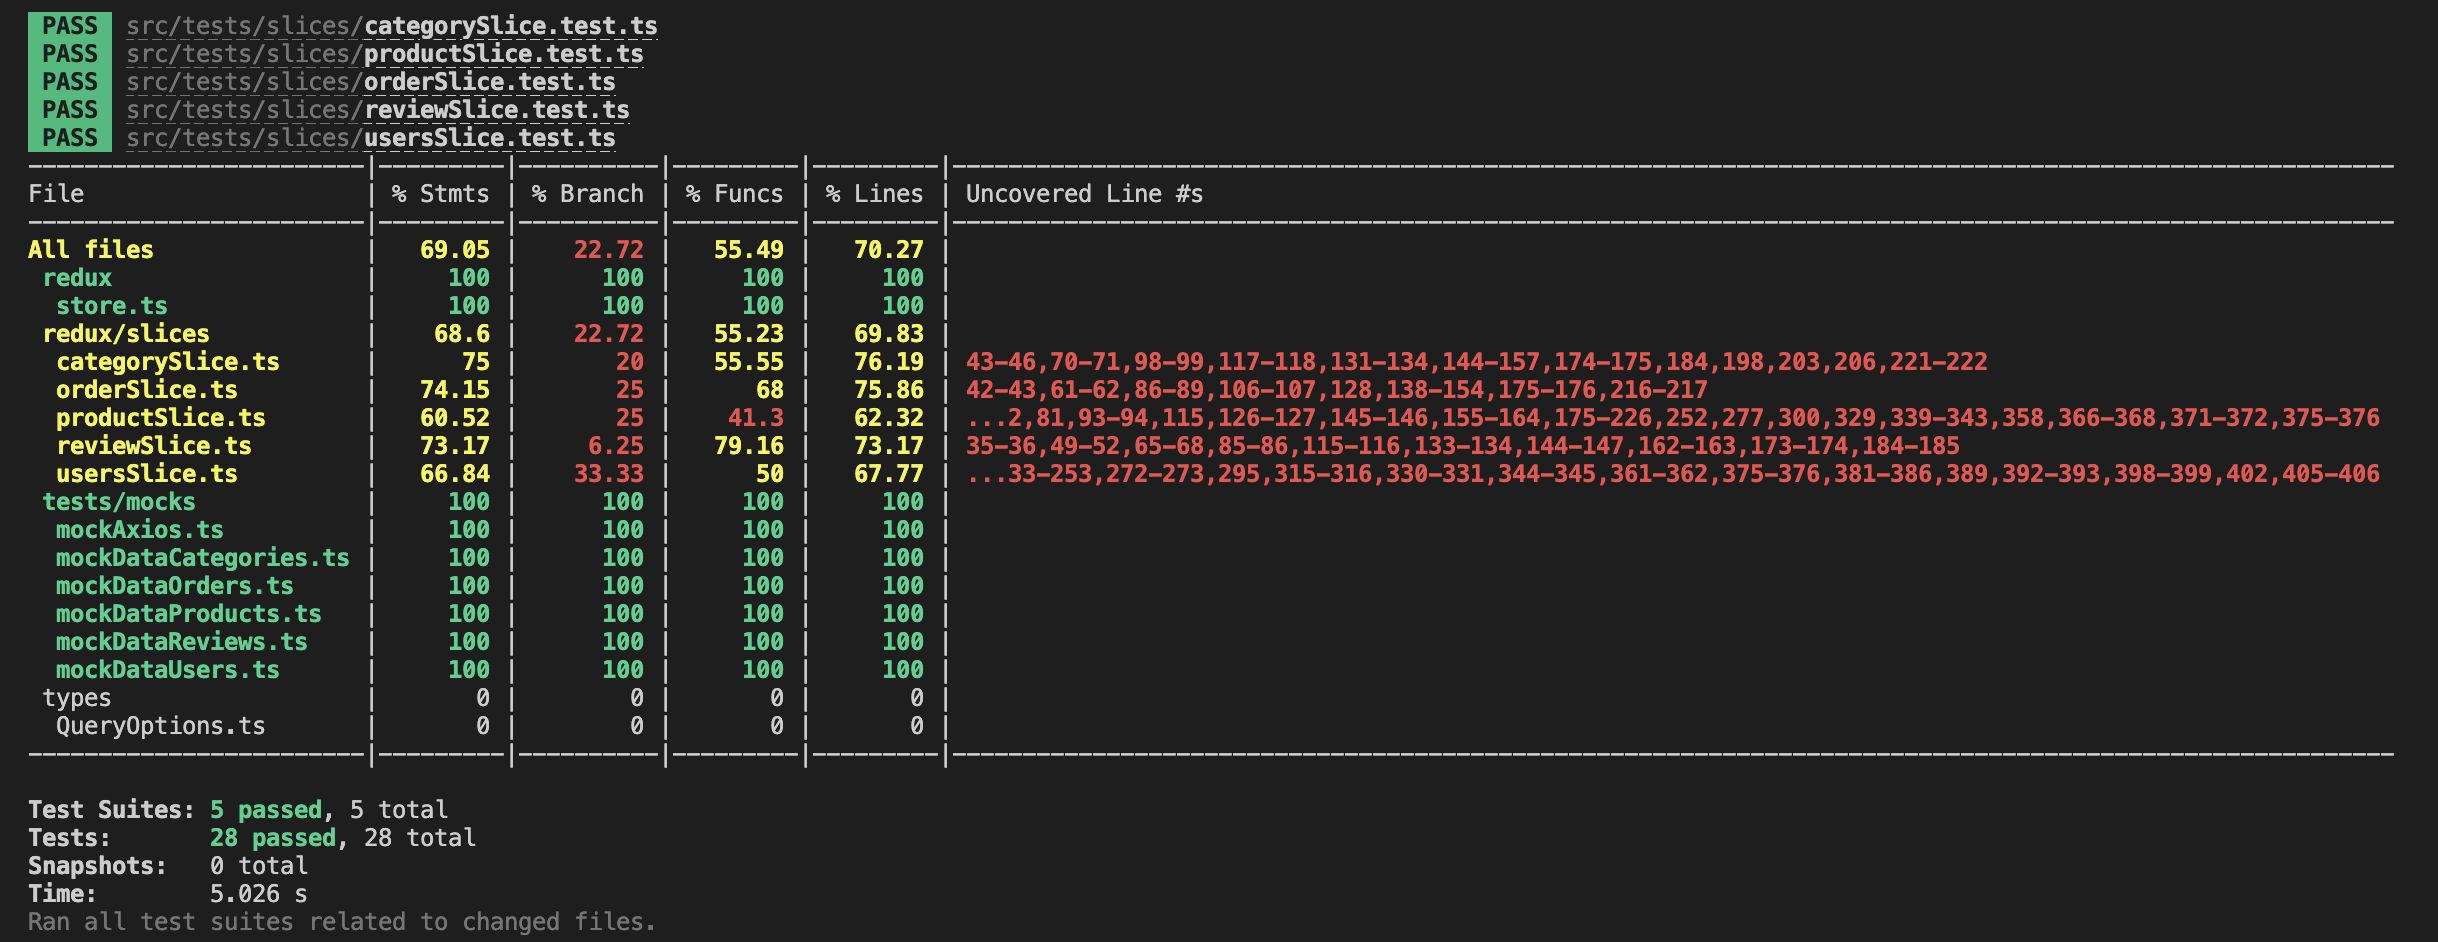 PASS src/tests/slices/categorySlice.test.ts
PASS src/tests/slices/productSlice.test.ts
PASS src/tests/slices/orderSlice.test.ts
PASS src/tests/slices/reviewSlice.test.ts
PASS src/tests/slices/usersSlice.test.ts
File | % Stmts | % Branch | % Funcs | % Lines | Uncovered Line #s
All files | 69.05 | 22.72 | 55.49 | 70.27 |
redux | 100 | 100 | 100 | 100 |
store.ts | 100 | 100 | 100 | 100 |
redux/slices | 68.6 | 22.72 | 55.23 | 69.83 |
categorySlice.ts | 75 | 20 | 55.55 | 76.19 | 43-46,70-71,98-99,117-118,131-134,144-157,174-175,184,198,203,206,221-222
orderSlice.ts | 74.15 | 25 | 68 | 75.86 | 42-43,61-62,86-89,106-107,128,138-154,175-176,216-217
productSlice.ts | 60.52 | 25 | 41.3 | 62.32 | ...2,81,93-94,115,126-127,145-146,155-164,175-226,252,277,300,329,339-343,358,366-368,371-372,375-376
reviewSlice.ts | 73.17 | 6.25 | 79.16 | 73.17 | 35-36,49-52,65-68,85-86,115-116,133-134,144-147,162-163,173-174,184-185
usersSlice.ts | 66.84 | 33.33 | 50 | 67.77 | ...33-253,272-273,295,315-316,330-331,344-345,361-362,375-376,381-386,389,392-393,398-399,402,405-406
tests/mocks | 100 | 100 | 100 | 100 |
mockAxios.ts | 100 | 100 | 100 | 100 |
mockDataCategories.ts | 100 | 100 | 100 | 100 |
mockDataOrders.ts | 100 | 100 | 100 | 100 |
mockDataProducts.ts | 100 | 100 | 100 | 100 |
mockDataReviews.ts | 100 | 100 | 100 | 100 |
mockDataUsers.ts | 100 | 100 | 100 | 100 |
types | 0 | 0 | 0 | 0 |
QueryOptions.ts | 0 | 0 | 0 | 0 |
Test Suites: 5 passed, 5 total
Tests: 28 passed, 28 total
Snapshots: 0 total
Time: 5.026 s
Ran all test suites related to changed files.